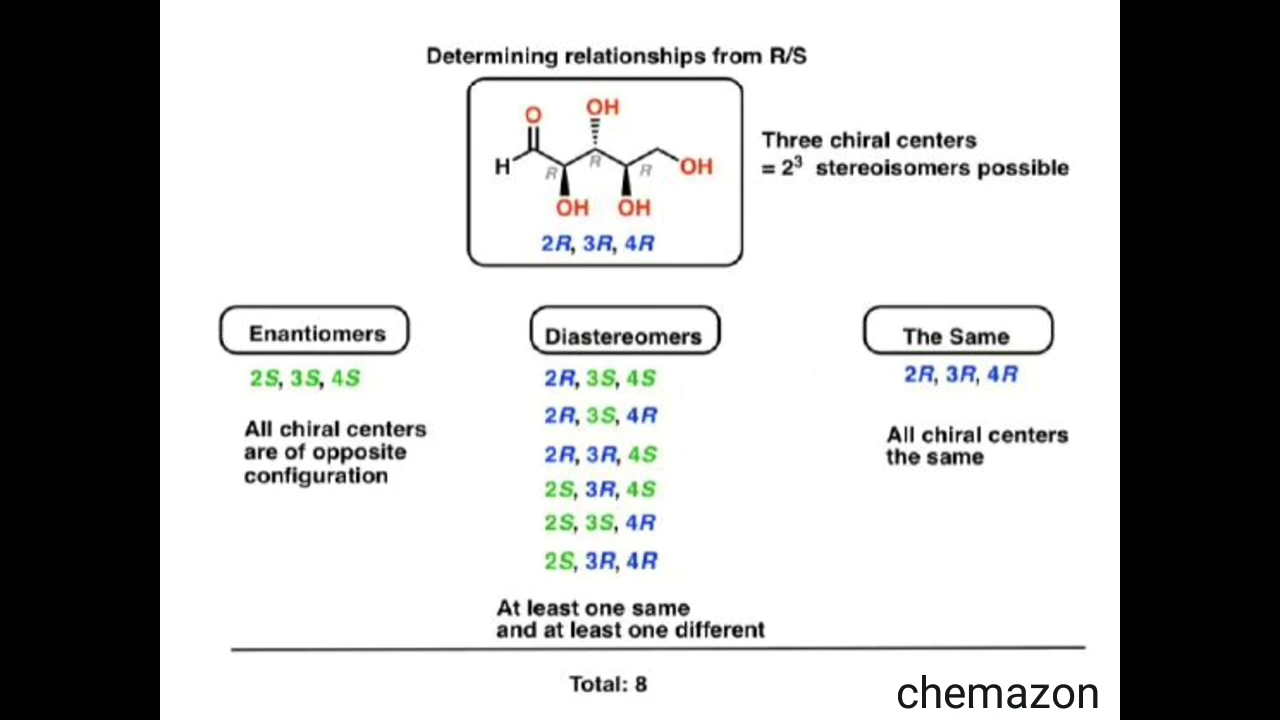 Determining relationships from R/S
O
OH
H
R
R
R
OH
OH
OH
2R, 3R, 4R
Three chiral centers
= 2³ stereoisomers possible
Enantiomers
2S, 3S, 4S
All chiral centers
are of opposite
configuration
Diastereomers
2R, 3S, 4S
2R, 3S, 4R
2R, 3R, 4S
2S, 3R, 4S
2S, 3S, 4R
2S, 3R, 4R
At least one same
and at least one different
The Same
2R, 3R, 4R
All chiral centers
the same
Total: 8
chemazon